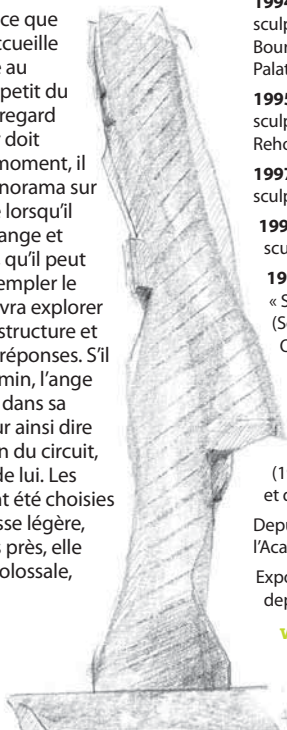 ce que
ccueille
au
petit du
regard
doit
moment, il
norama sur
lorsqu'il
ange et
qu'il peut
empler le
vra explorer
structure et
réponses. S'il
min, l'ange
dans sa
ur ainsi dire
n du circuit,
de lui. Les
nt été choisies
sse légère,
s près, elle
olossale,
1994
sculp
Bour
Palat
1995
sculp
Reho
1997
sculp
199
scu
19
« S
(S
C
(1
et d
Depu
l'Aca
Expo
dep